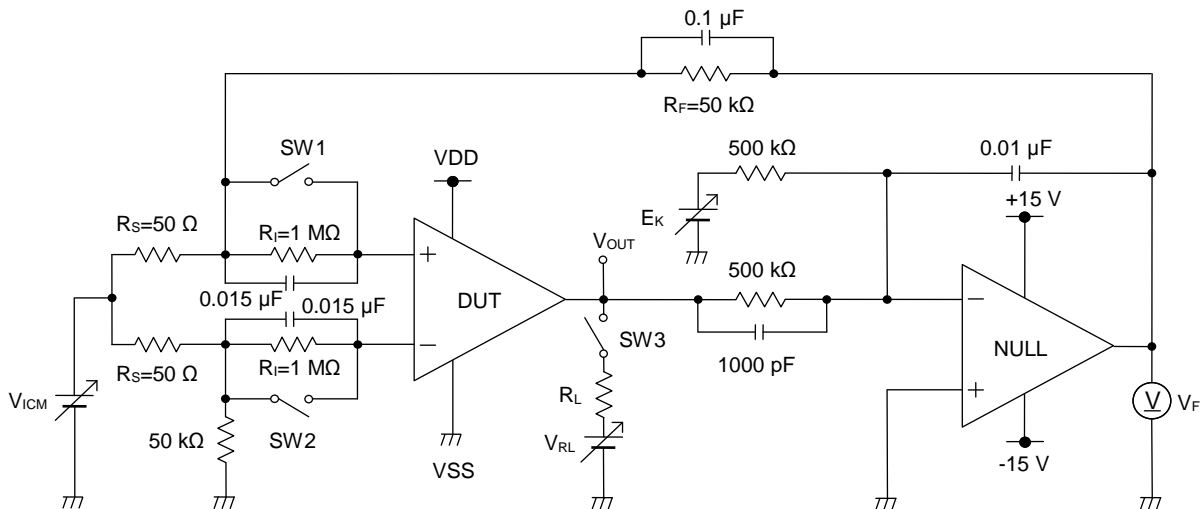 0.1 µF
RF=50 kΩ
SW1
VDD
500 kΩ
0.01 µF
+15 V
EK
RS=50 Ω
RI=1 MΩ
VOUT
+
0.015 µF
DUT
500 kΩ
0.015 µF
−
−
SW3
NULL
RS=50 Ω
RI=1 MΩ
1000 pF
VICM
RL
+
V
VF
50 kΩ
SW2
VRL
VSS
-15 V